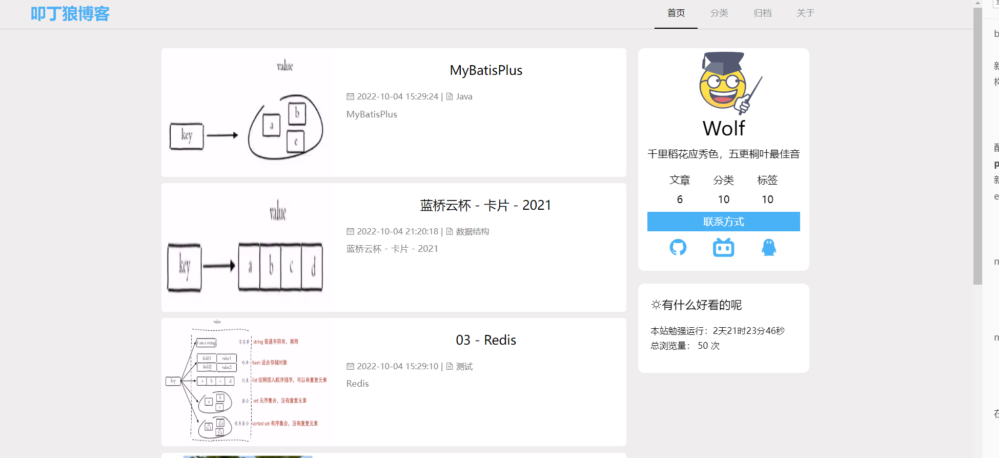 叩丁狼博客
首页
分类
归档
关于
value
key
a
b
e
MyBatisPlus
2022-10-04 15:29:24 | Java
MyBatisPlus
value
key
a
b
c
d
蓝桥云杯 - 卡片 - 2021
2022-10-04 21:20:18 | 数据结构
蓝桥云杯 - 卡片 - 2021
value
I am a string
字符串
string 普通字符串，常用
field1
value1
field2
value2
哈希
hash 适合存储对象
key
a
b
c
d
列表
list 按照插入顺序排序，可以有重复元素
a
b
c
集合
set 无序集合，没有重复元素
有序集合
sorted set 有序集合，没有重复元素
03 - Redis
2022-10-04 15:29:10 | 测试
Redis
Wolf
千里稻花应秀色，五更桐叶最佳音
文章
分类
标签
6
10
10
联系方式
有什么好看的呢
本站勉强运行：2天21时23分46秒
总浏览量： 50 次